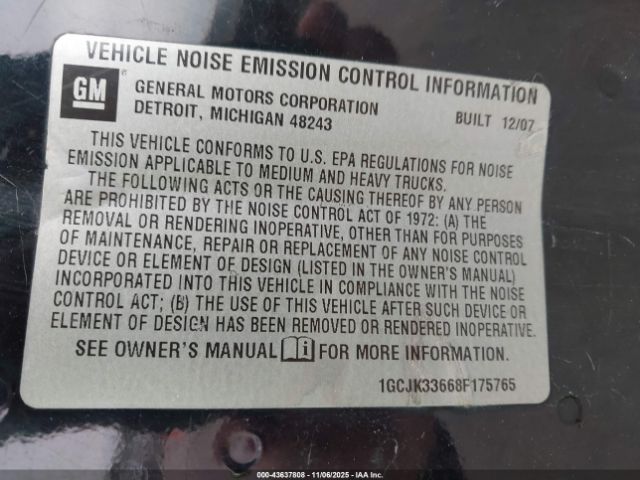 VEHICLE NOISE EMISSION CONTROL INFORMATION
GM
®
GENERAL MOTORS CORPORATION
DETROIT, MICHIGAN 48243
BUILT 12/07
THIS VEHICLE CONFORMS TO U.S. EPA REGULATIONS FOR NOISE
EMISSION APPLICABLE TO MEDIUM AND HEAVY TRUCKS.
THE FOLLOWING ACTS OR THE CAUSING THEREOF BY ANY PERSON
ARE PROHIBITED BY THE NOISE CONTROL ACT OF 1972: (A) THE
REMOVAL OR RENDERING INOPERATIVE, OTHER THAN FOR PURPOSES
OF MAINTENANCE, REPAIR OR REPLACEMENT OF ANY NOISE CONTROL
DEVICE OR ELEMENT OF DESIGN (LISTED IN THE OWNER'S MANUAL)
INCORPORATED INTO THIS VEHICLE IN COMPLIANCE WITH THE NOISE
CONTROL ACT; (B) THE USE OF THIS VEHICLE AFTER SUCH DEVICE OR
ELEMENT OF DESIGN HAS BEEN REMOVED OR RENDERED INOPERATIVE.
SEE OWNER'S MANUAL i FOR MORE INFORMATION.
1GCJK33668F175765
000-43637808 - 11/06/2025 - IAA Inc.